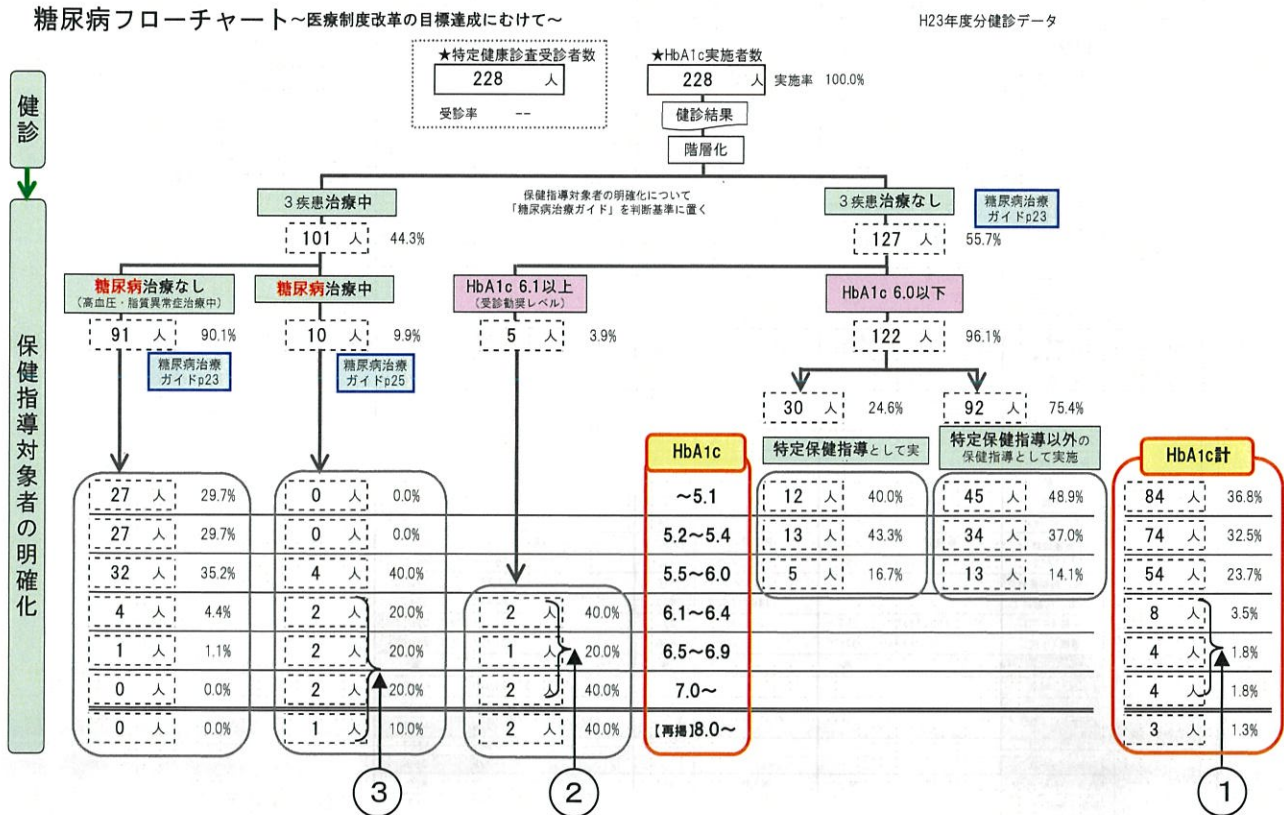 糖尿病フローチャート～医療制度改革の目標達成にむけて～
H23年度分健診データ
★特定健康診査受診者数
228 人
受診率 --
★HbA1c実施者数
228 人 実施率 100.0%
健診結果
階層化
健診
保健指導対象者の明確化
保健指導対象者の明確化について
「糖尿病治療ガイド」を判断基準に置く
3疾患治療中
101 人 44.3%
3疾患治療なし
127 人 55.7%
糖尿病治療
ガイドp23
糖尿病治療なし
(高血圧・脂質異常症治療中)
91 人 90.1%
糖尿病治療
ガイドp23
糖尿病治療中
10 人 9.9%
糖尿病治療
ガイドp25
HbA1c 6.1以上
(受診勧奨レベル)
5 人 3.9%
HbA1c 6.0以下
122 人 96.1%
30 人 24.6%
92 人 75.4%
HbA1c
特定保健指導として実
特定保健指導以外の
保健指導として実施
HbA1c計
27 人 29.7% 0 人 0.0% ～5.1 12 人 40.0% 45 人 48.9% 84 人 36.8%
27 人 29.7% 0 人 0.0% 5.2～5.4 13 人 43.3% 34 人 37.0% 74 人 32.5%
32 人 35.2% 4 人 40.0% 5.5～6.0 5 人 16.7% 13 人 14.1% 54 人 23.7%
4 人 4.4% 2 人 20.0% 2 人 40.0% 6.1～6.4 8 人 3.5%
1 人 1.1% 2 人 20.0% 1 人 20.0% 6.5～6.9 4 人 1.8%
0 人 0.0% 2 人 20.0% 2 人 40.0% 7.0～ 4 人 1.8%
0 人 0.0% 1 人 10.0% 2 人 40.0% 【再掲】8.0～ 3 人 1.3%
③ ② ①